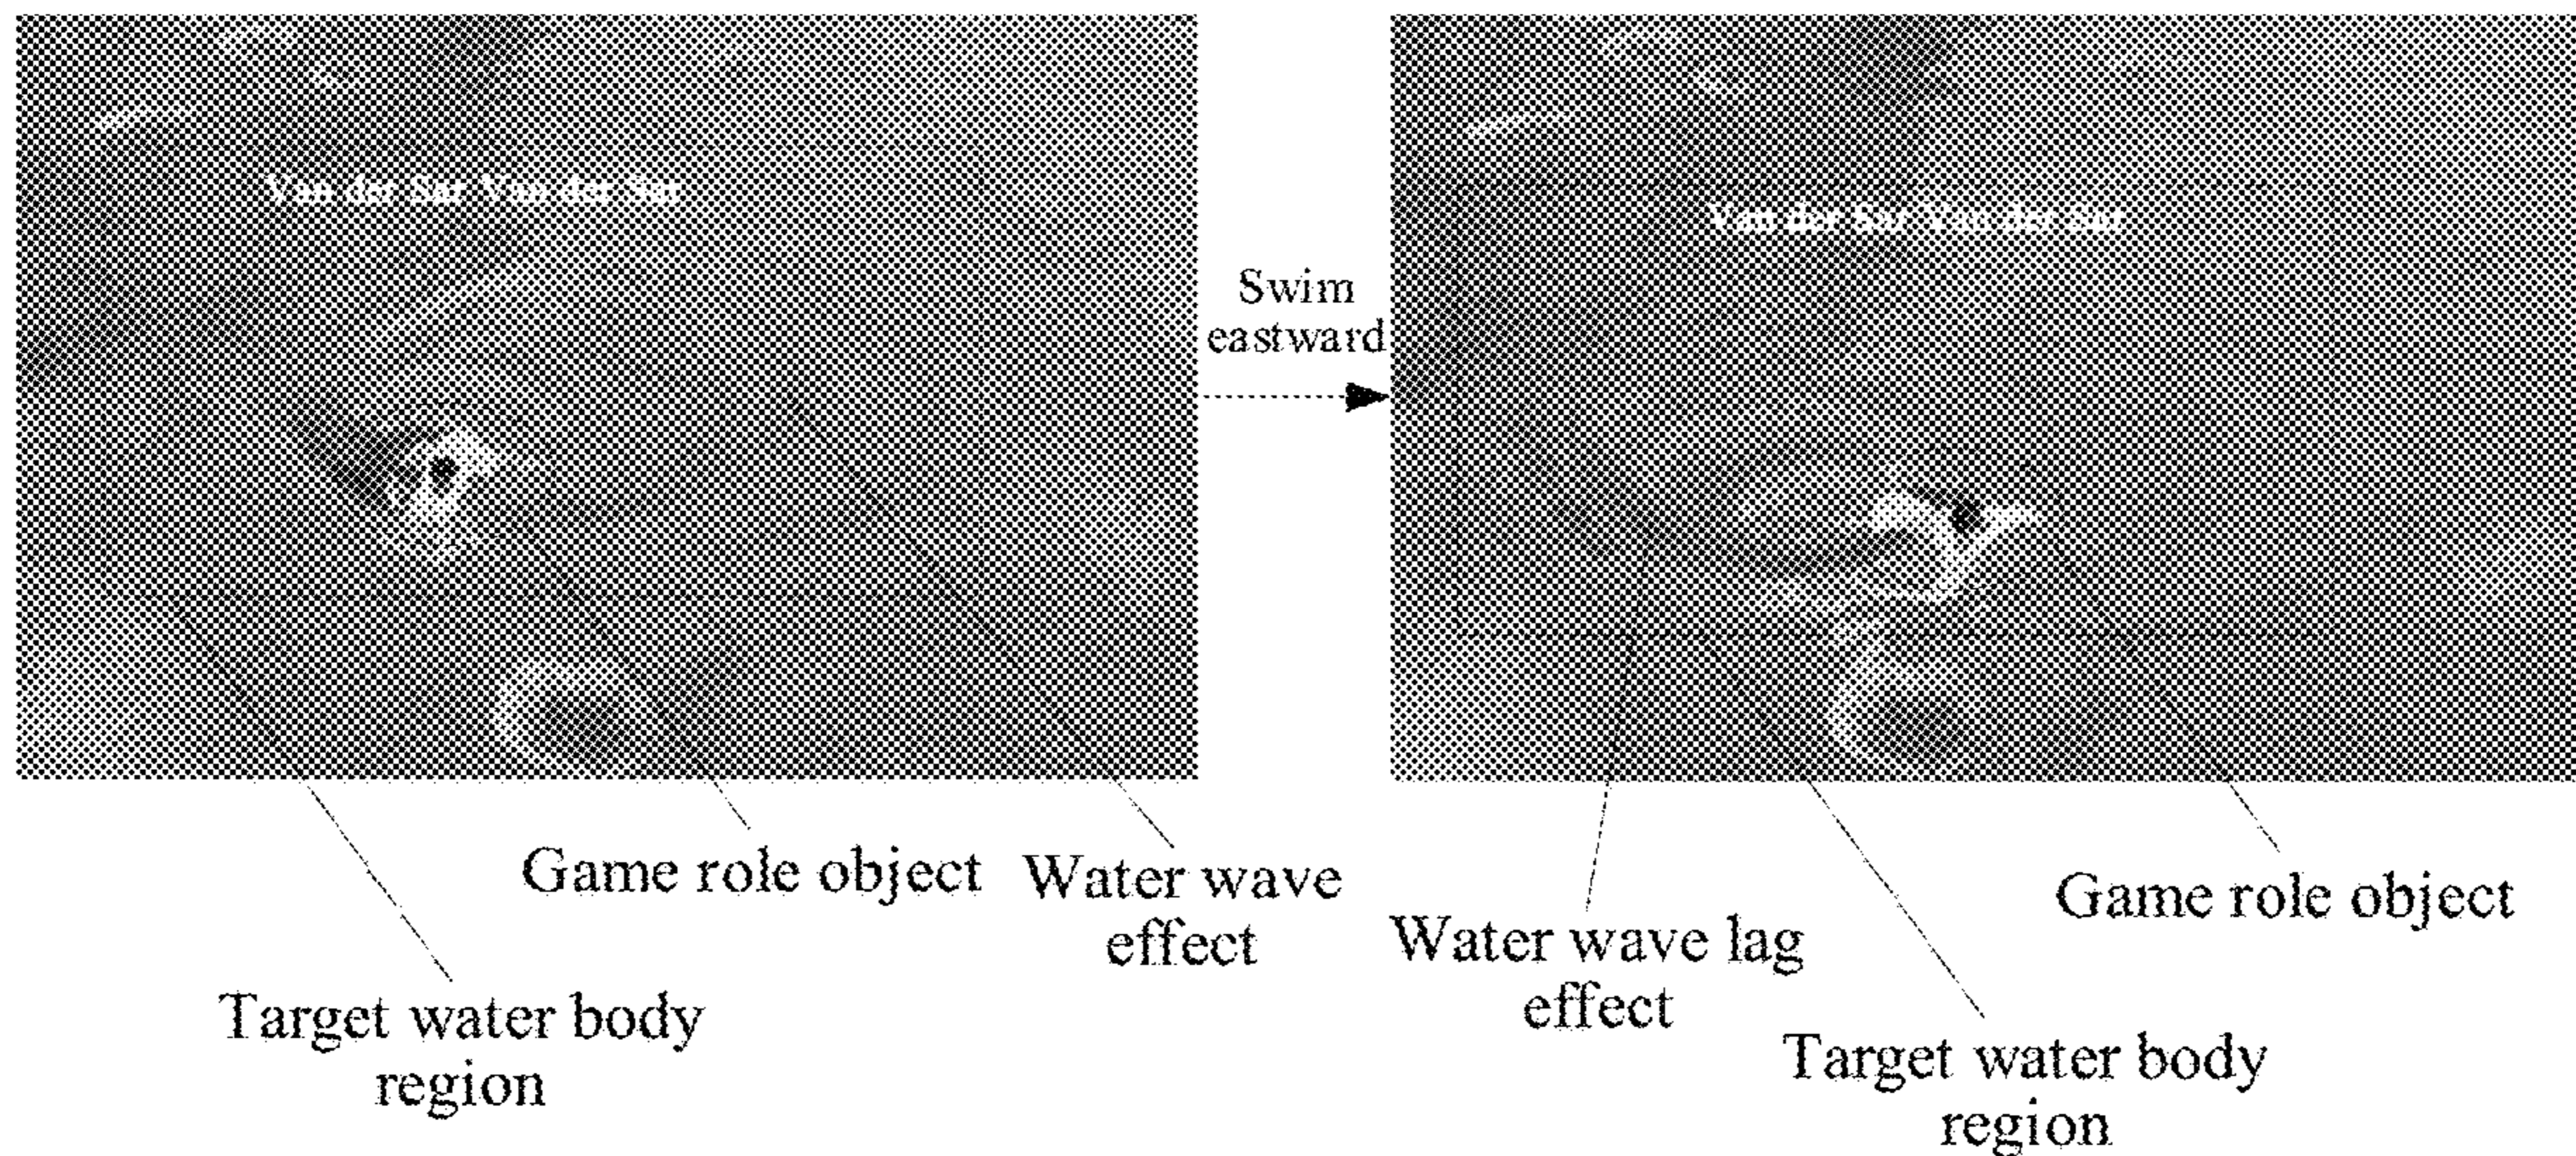 Van der Sar Van der Sar
Swim
eastward
Van der Sar Van der Sar
Game role object
Water wave
effect
Target water body
region
Water wave lag
effect
Game role object
Target water body
region